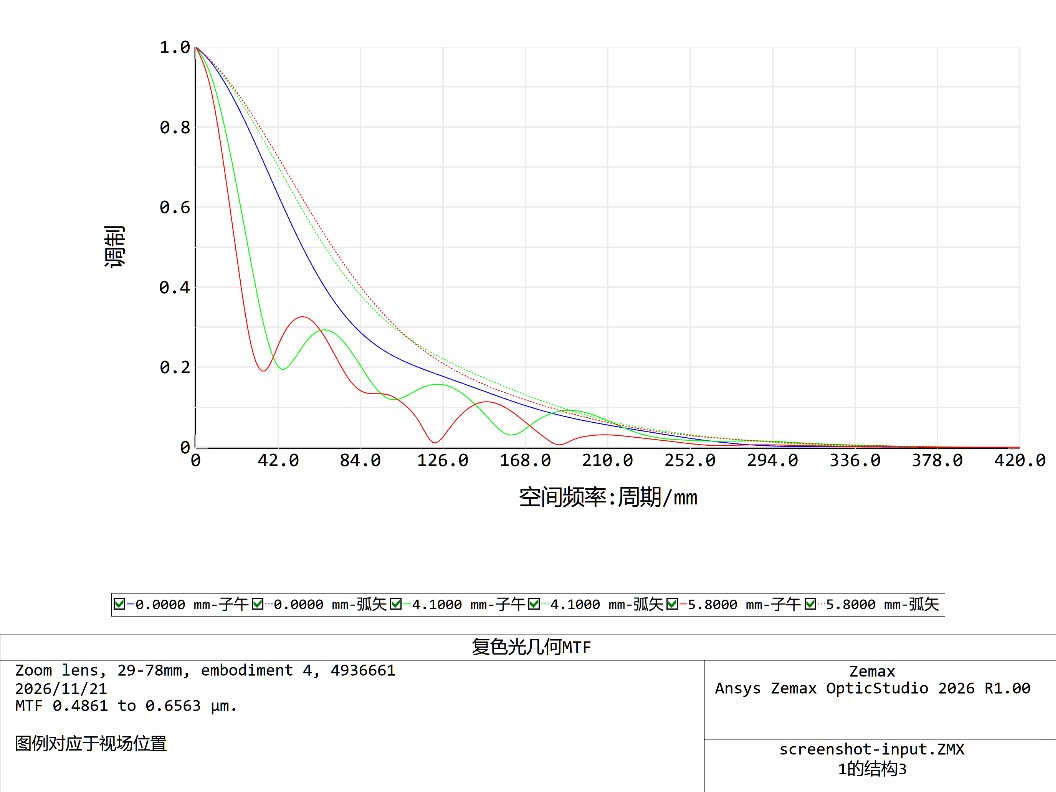 1.0
0.8
0.6
0.4
0.2
0
调制
0 42.0 84.0 126.0 168.0 210.0 252.0 294.0 336.0 378.0 420.0
空间频率:周期/mm
0.0000 mm-子午 0.0000 mm-弧矢 4.1000 mm-子午 4.1000 mm-弧矢 5.8000 mm-子午 5.8000 mm-弧矢
复色光几何MTF
Zoom lens, 29-78mm, embodiment 4, 4936661
2026/11/21
MTF 0.4861 to 0.6563 µm.
图例对应于视场位置
Zemax
Ansys Zemax OpticStudio 2026 R1.00
screenshot-input.ZMX
1的结构3